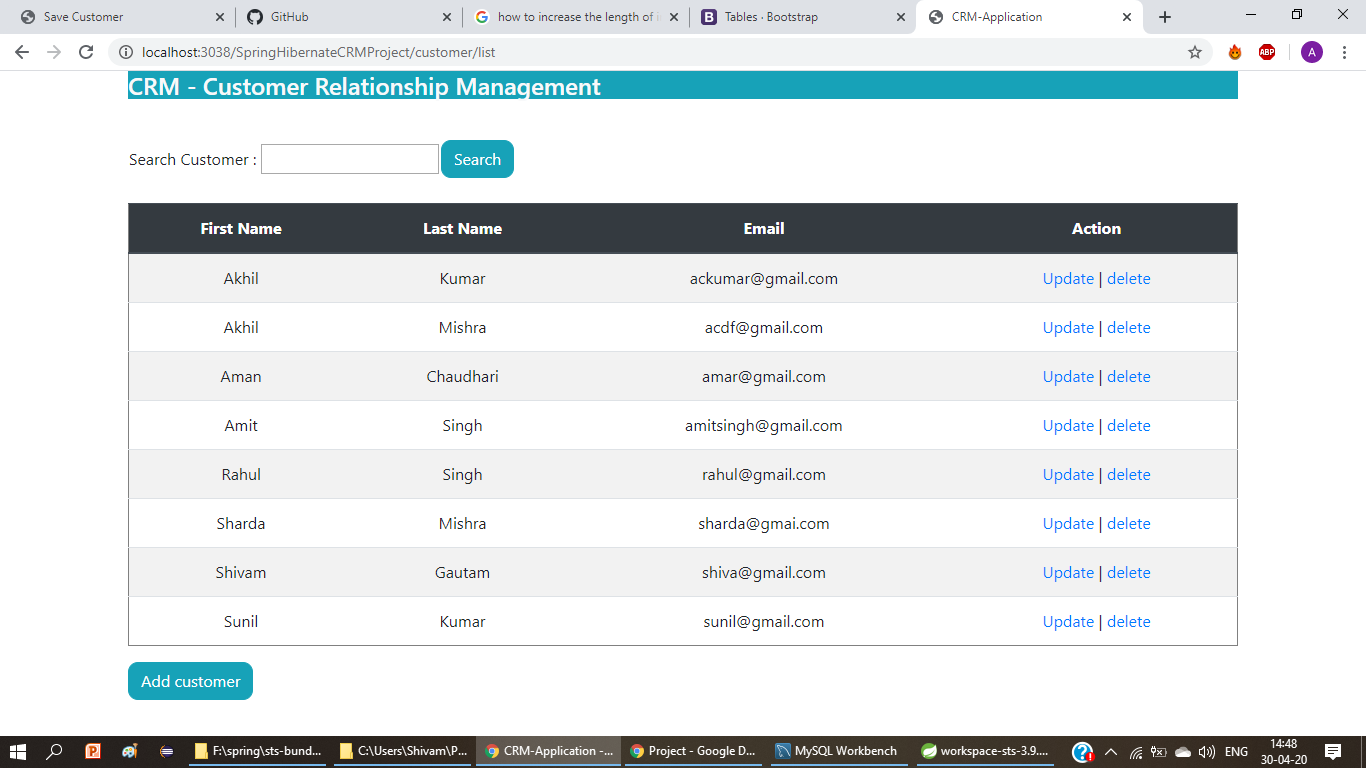 Save Customer
GitHub
how to increase the length of i
Tables · Bootstrap
CRM-Application
localhost:3038/SpringHibernateCRMProject/customer/list
ABP
A
CRM - Customer Relationship Management
Search Customer :
Search
First Name Last Name Email Action
Akhil Kumar ackumar@gmail.com Update | delete
Akhil Mishra acdf@gmail.com Update | delete
Aman Chaudhari amar@gmail.com Update | delete
Amit Singh amitsingh@gmail.com Update | delete
Rahul Singh rahul@gmail.com Update | delete
Sharda Mishra sharda@gmai.com Update | delete
Shivam Gautam shiva@gmail.com Update | delete
Sunil Kumar sunil@gmail.com Update | delete
Add customer
F:\spring\sts-bund...
C:\Users\Shivam\P...
CRM-Application -...
Project - Google D...
MySQL Workbench
workspace-sts-3.9....
ENG
14:48
30-04-20